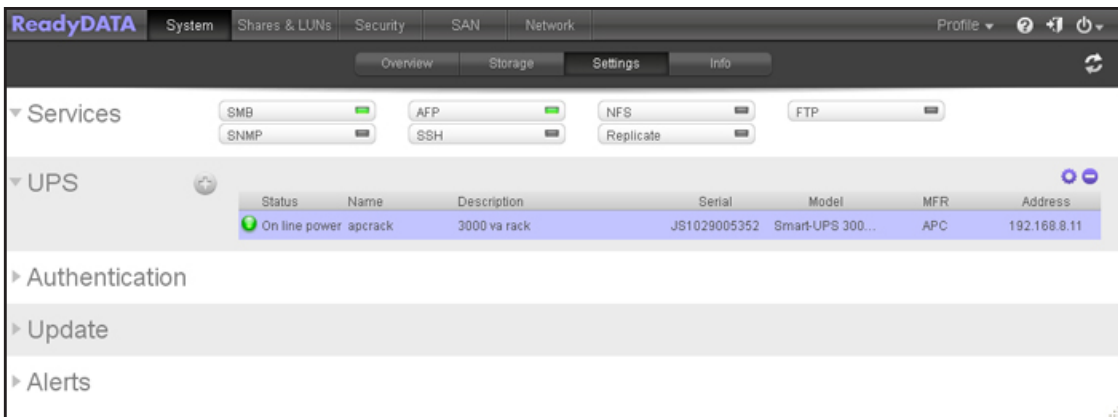 ReadyDATA System Shares & LUNs Security SAN Network Profile
Overview Storage Settings Info
Services SMB AFP NFS FTP
SNMP SSH Replicate
UPS
Status Name Description Serial Model MFR Address
On line power apcrack 3000 va rack JS1029005352 Smart-UPS 300... APC 192.168.8.11
Authentication
Update
Alerts